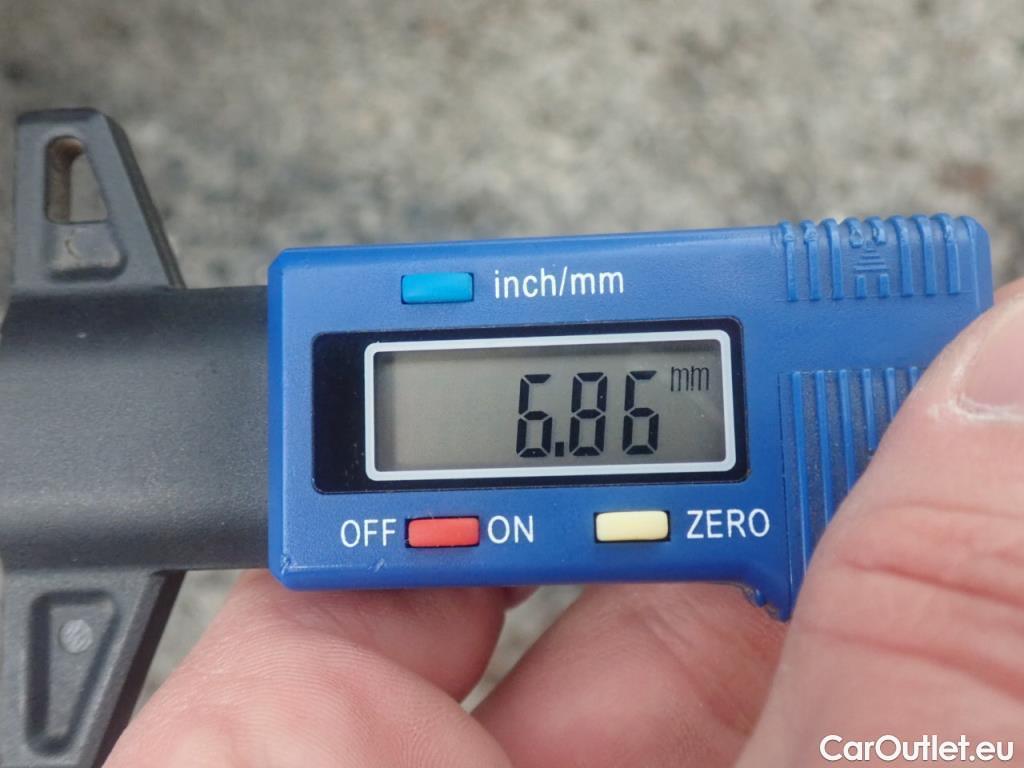 inch/mm
6.86 mm
OFF ON ZERO
CarOutlet.eu